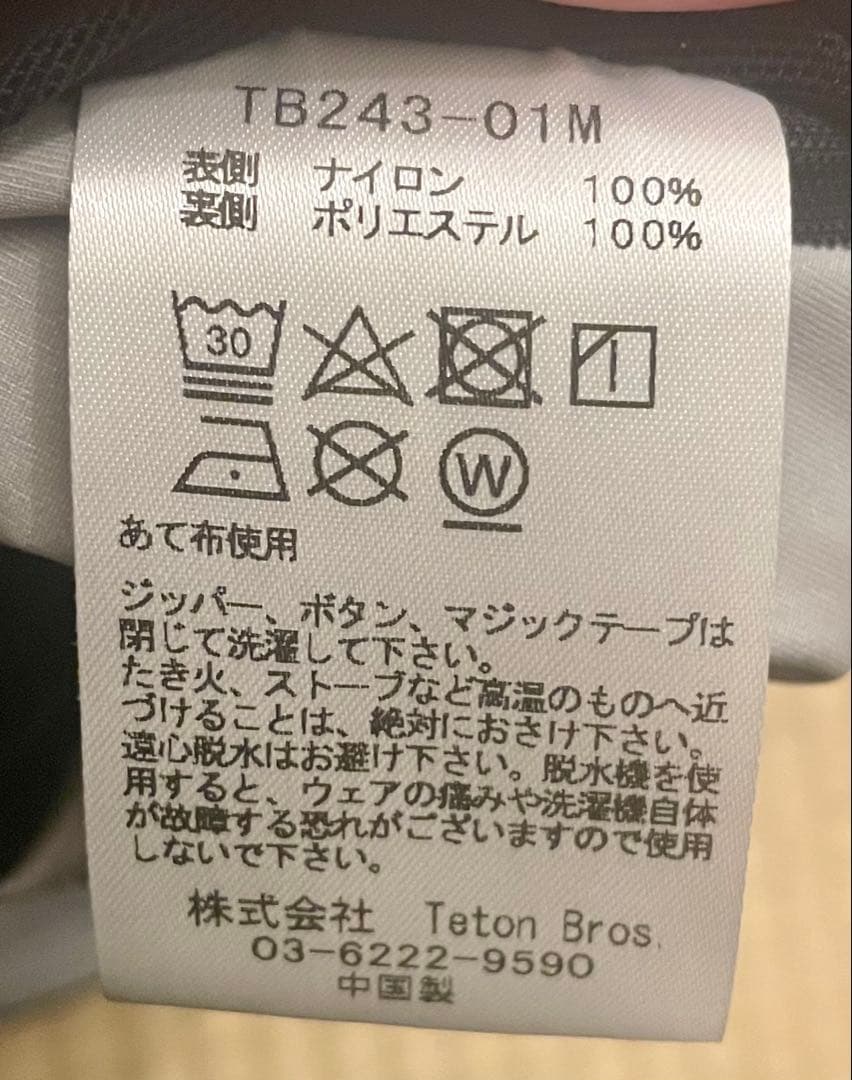 TB243-01M
表側 ナイロン 100%
裏側 ポリエステル 100%
30
W
あて布使用
ジッパー、ボタン、マジックテープは
閉じて洗濯して下さい。
たき火、ストーブなど高温のものへ近
づけることは、絶対におさけ下さい。
遠心脱水はお避け下さい。脱水機を使
用すると、ウェアの痛みや洗濯機自体
が故障する恐れがございますので使用
しないで下さい。
株式会社 Teton Bros.
03-6222-9590
中国製